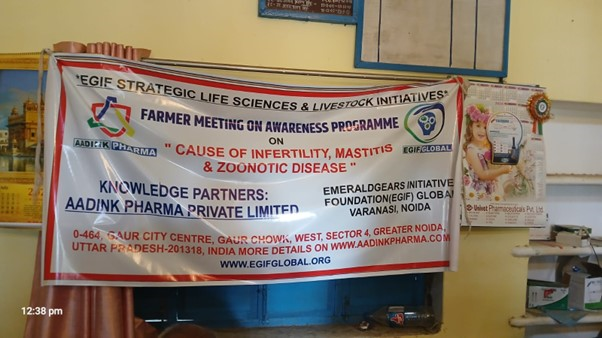 "EGIF STRATEGIC LIFE SCIENCES & LIVESTOCK INITIATIVES"
FARMER MEETING ON AWARENESS PROGRAMME
ON
" CAUSE OF INFERTILITY, MASTITIS
& ZOONOTIC DISEASE "
AADINK PHARMA
EGIFGLOBAL
KNOWLEDGE PARTNERS:
AADINK PHARMA PRIVATE LIMITED
EMERALDGEARS INITIATIVE
FOUNDATION(EGIF) GLOBAL
VARANASI, NOIDA
0-464, GAUR CITY CENTRE, GAUR CHOWK, WEST, SECTOR 4, GREATER NOIDA,
UTTAR PRADESH-201318, INDIA MORE DETAILS ON WWW.AADINKPHARMA.COM
WWW.EGIFGLOBAL.ORG
Pharmaceuticals Pvt. Ltd.
12:38 pm